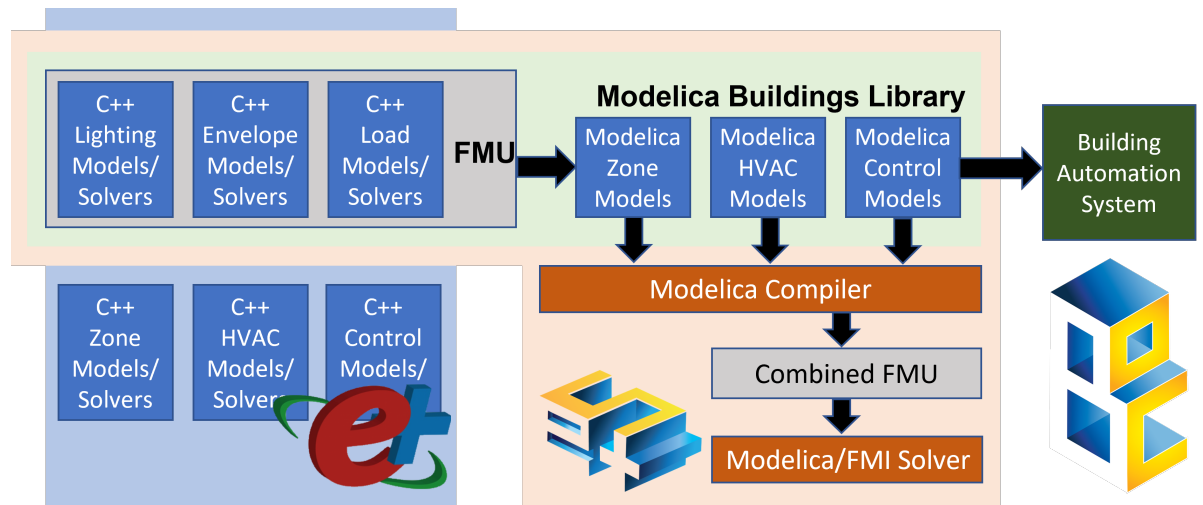 Modelica Buildings Library
C++
Lighting
Models/
Solvers
C++
Envelope
Models/
Solvers
C++
Load
Models/
Solvers
FMU
Modelica
Zone
Models
Modelica
HVAC
Models
Modelica
Control
Models
Building
Automation
System
Modelica Compiler
C++
Zone
Models/
Solvers
C++
HVAC
Models/
Solvers
C++
Control
Models/
Combined FMU
Modelica/FMI Solver
e+